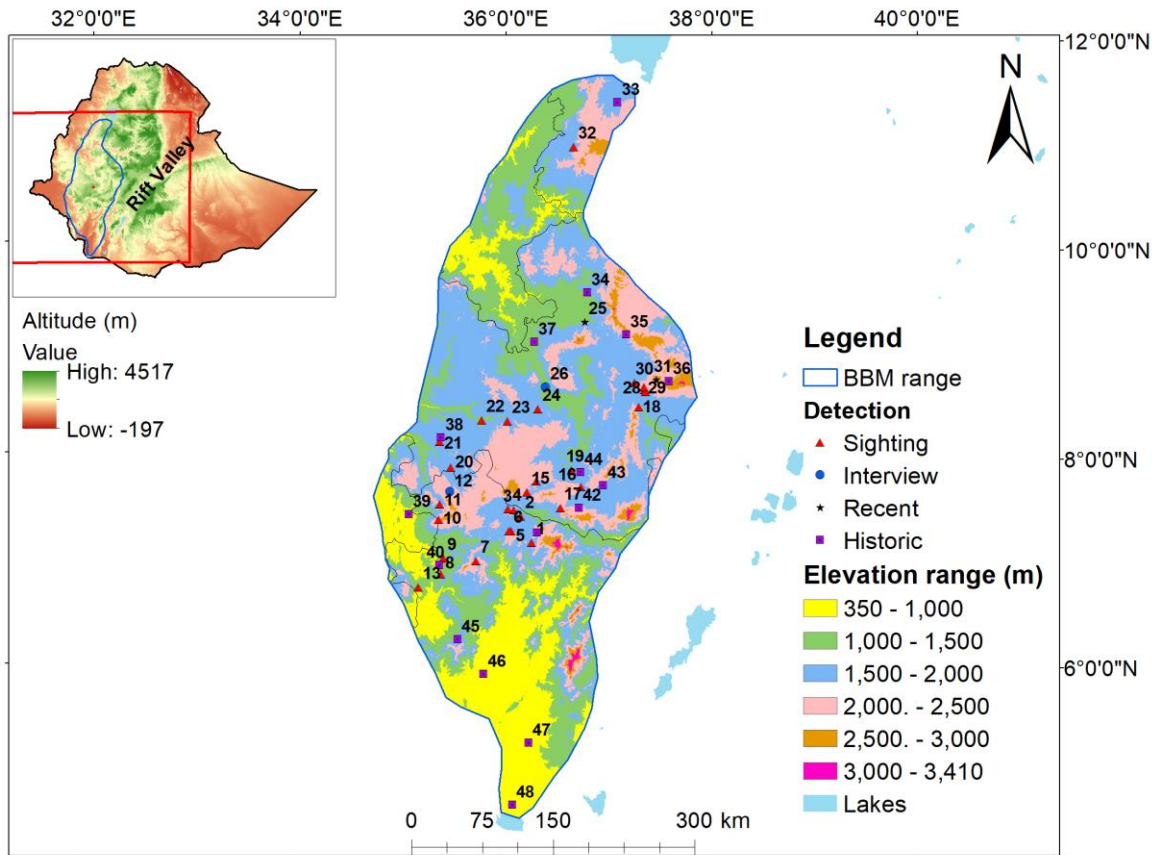 32°0'0"E 34°0'0"E 36°0'0"E 38°0'0"E 40°0'0"E
12°0'0"N
10°0'0"N
8°0'0"N
6°0'0"N
Rift Valley
Altitude (m)
Value
High: 4517
Low: -197
N
33
32
34
25
35
37
30 31 36
26
28 29
24
18
22 23
38
21
20
19 44
12
16 43
15
11
34 2 17 42
39
10 6
5 1
9
40 7
8
13
45
46
47
48
Legend
BBM range
Detection
Sighting
Interview
Recent
Historic
Elevation range (m)
350 - 1,000
1,000 - 1,500
1,500 - 2,000
2,000. - 2,500
2,500. - 3,000
3,000 - 3,410
Lakes
0 75 150 300 km